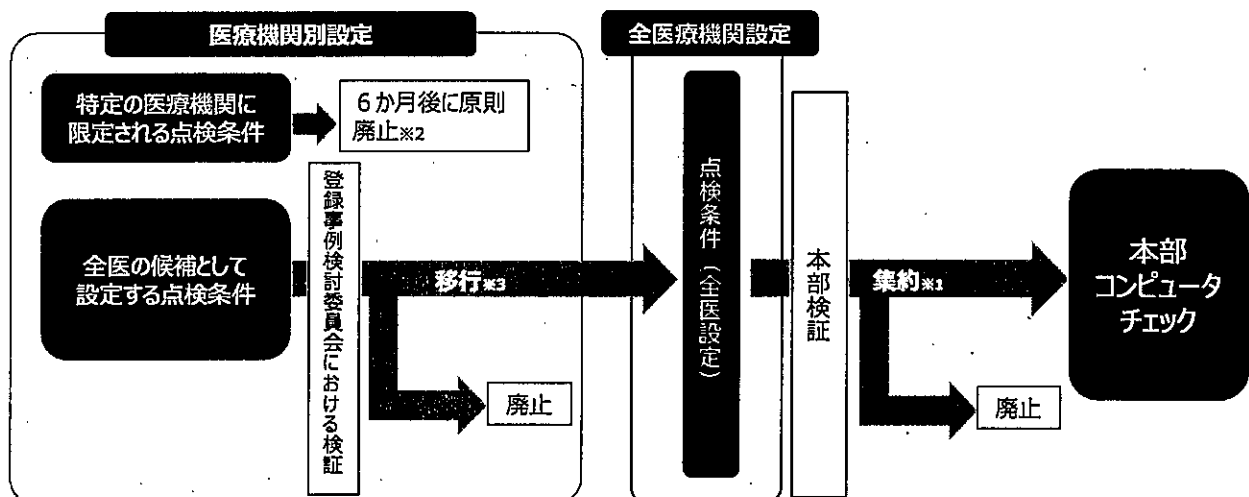 医療機関別設定
特定の医療機関に
限定される点検条件
6か月後に原則
廃止※2
全医の候補として
設定する点検条件
登録事例検討委員会における検証
移行※3
廃止
全医療機関設定
点検条件（全医設定）
本部検証
集約※1
廃止
本部
コンピュータ
チェック